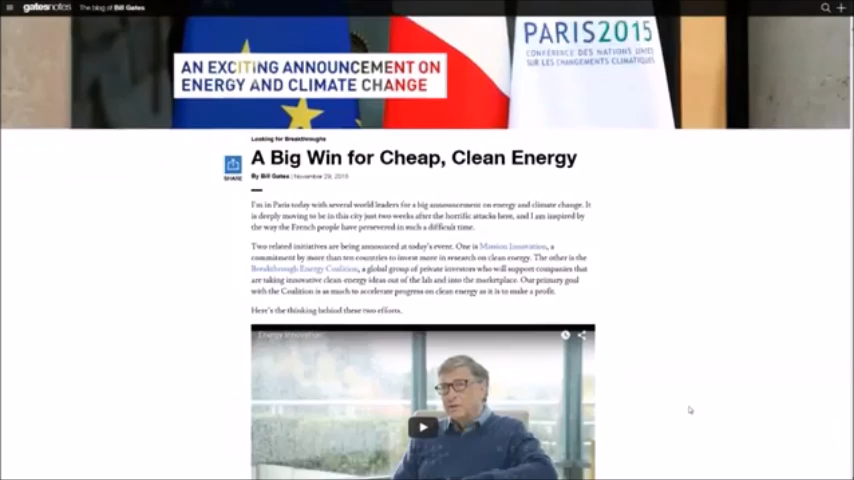 gatesnotes The blog of Bill Gates
PARIS2015
CONFÉRENCE DES NATIONS UNIES
SUR LES CHANGEMENTS CLIMATIQUES
AN EXCITING ANNOUNCEMENT ON
ENERGY AND CLIMATE CHANGE
Looking for Breakthroughs
A Big Win for Cheap, Clean Energy
SHARE
By Bill Gates | November 29, 2015
I'm in Paris today with several world leaders for a big announcement on energy and climate change. It
is deeply moving to be in this city just two weeks after the horrific attacks here, and I am inspired by
the way the French people have persevered in such a difficult time.
Two related initiatives are being announced at today's event. One is Mission Innovation, a
commitment by more than ten countries to invest more in research on clean energy. The other is the
Breakthrough Energy Coalition, a global group of private investors who will support companies that
are taking innovative clean-energy ideas out of the lab and into the marketplace. Our primary goal
with the Coalition is as much to accelerate progress on clean energy as it is to make a profit.
Here's the thinking behind these two efforts.
Energy Innovation